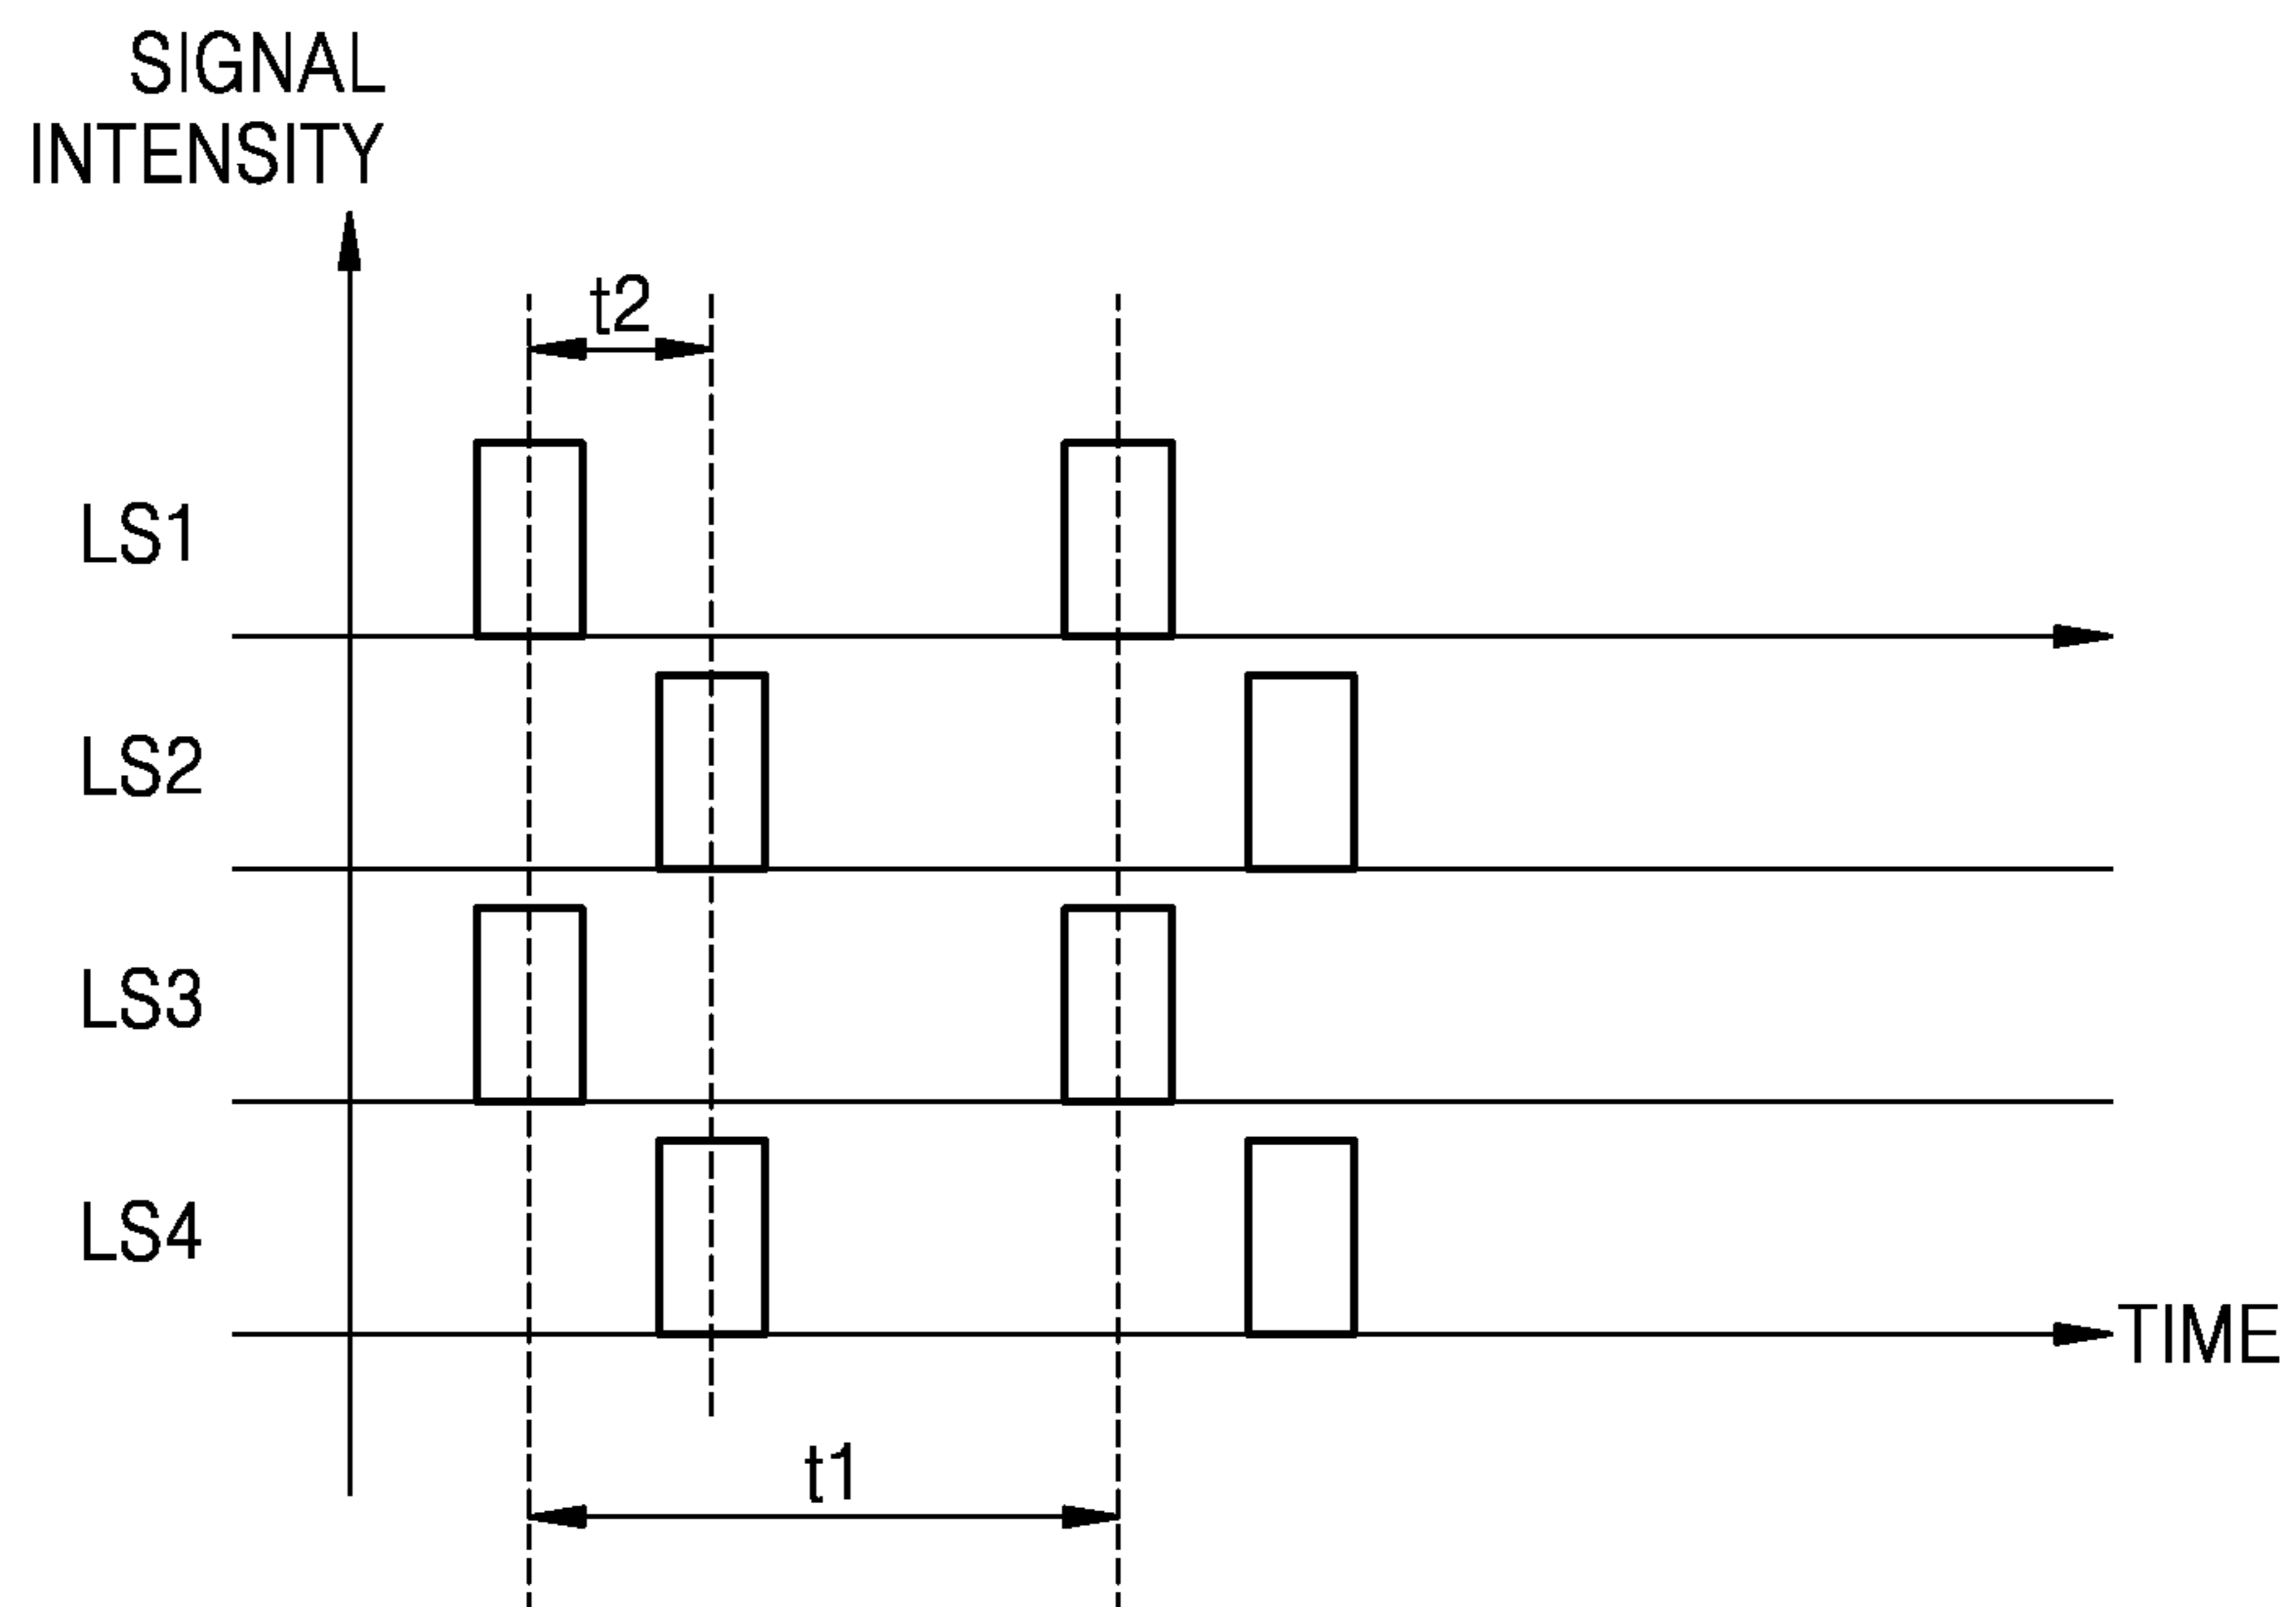 SIGNAL
INTENSITY
t2
LS1
LS2
LS3
LS4
TIME
t1